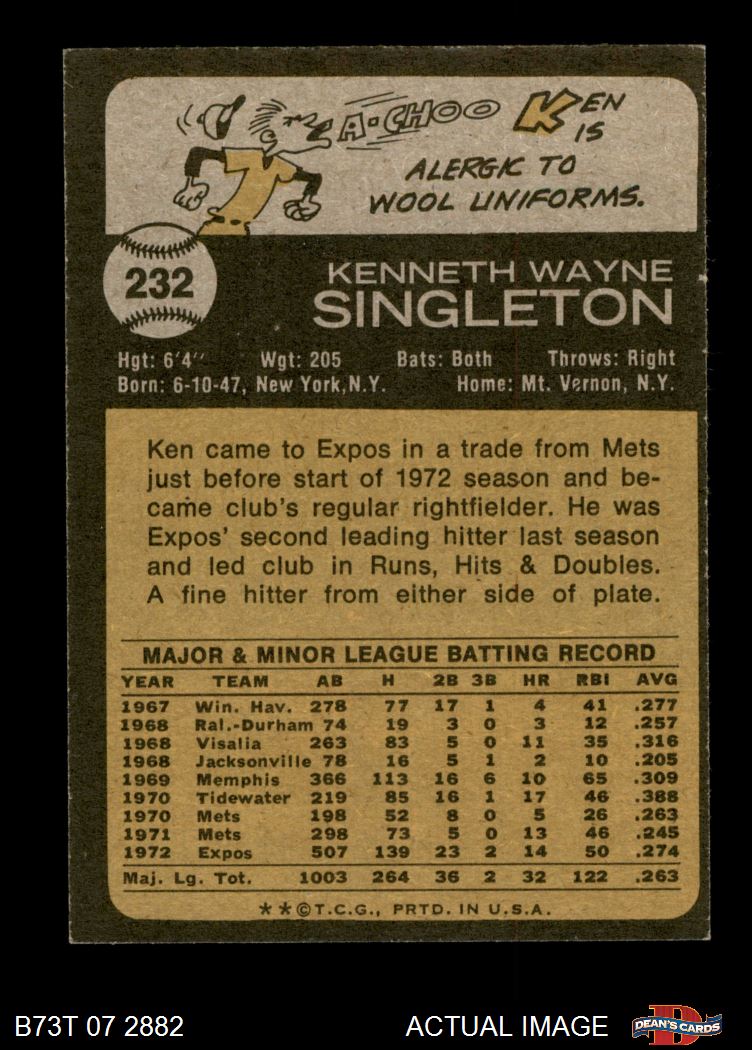 A-CHOO KEN
IS
ALERGIC TO
WOOL UNIFORMS.
232
KENNETH WAYNE
SINGLETON
Hgt: 6'4" Wgt: 205 Bats: Both Throws: Right
Born: 6-10-47, New York, N.Y. Home: Mt. Vernon, N.Y.
Ken came to Expos in a trade from Mets
just before start of 1972 season and be-
came club's regular rightfielder. He was
Expos' second leading hitter last season
and led club in Runs, Hits & Doubles.
A fine hitter from either side of plate.
MAJOR & MINOR LEAGUE BATTING RECORD
YEAR TEAM AB H 2B 3B HR RBI AVG
1967 Win. Hav. 278 77 17 1 4 41 .277
1968 Ral.-Durham 74 19 3 0 3 12 .257
1968 Visalia 263 83 5 0 11 35 .316
1968 Jacksonville 78 16 5 1 2 10 .205
1969 Memphis 366 113 16 6 10 65 .309
1970 Tidewater 219 85 16 1 17 46 .388
1970 Mets 198 52 8 0 5 26 .263
1971 Mets 298 73 5 0 13 46 .245
1972 Expos 507 139 23 2 14 50 .274
Maj. Lg. Tot. 1003 264 36 2 32 122 .263
**©T.C.G., PRTD. IN U.S.A.
B73T 07 2882 ACTUAL IMAGE D DEAN'S CARDS